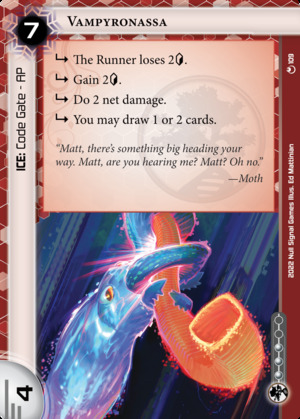 7
VAMPYRONASSA
ICE: Code Gate - AP
↳ The Runner loses 2.
↳ Gain 2.
↳ Do 2 net damage.
↳ You may draw 1 or 2 cards.
“Matt, there’s something big heading your
way. Matt, are you hearing me? Matt? Oh no.”
—Moth
109
2022 Null Signal Games Illus. Ed Mattinian
4